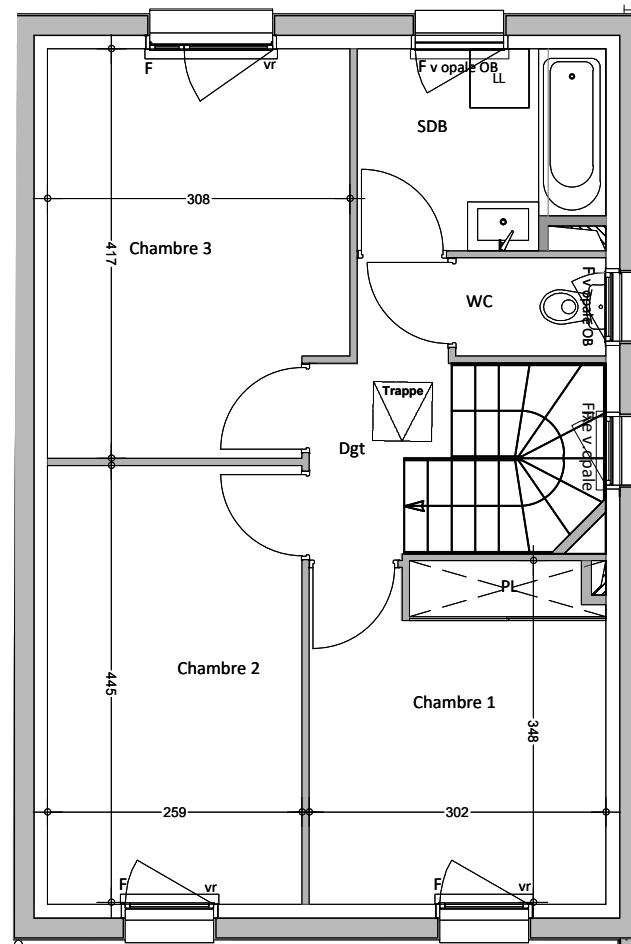 F
vr
F v opale OB
LL
SDB
308
417
Chambre 3
WC
F v opale OB
Trappe
Dgt
Fixe v opale
PL
Chambre 2
445
Chambre 1
348
259
302
F
vr
F
vr